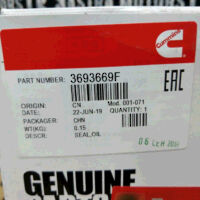 Cummins
PART NUMBER: 3693669F
EAC
ORIGIN: CN Mod. 001-071
DATE: 22-JUN-19 QUANTITY: 1
PACKAGER: CHN
WT(KG) 0.15
DESCR: SEAL,OIL
GENUINE